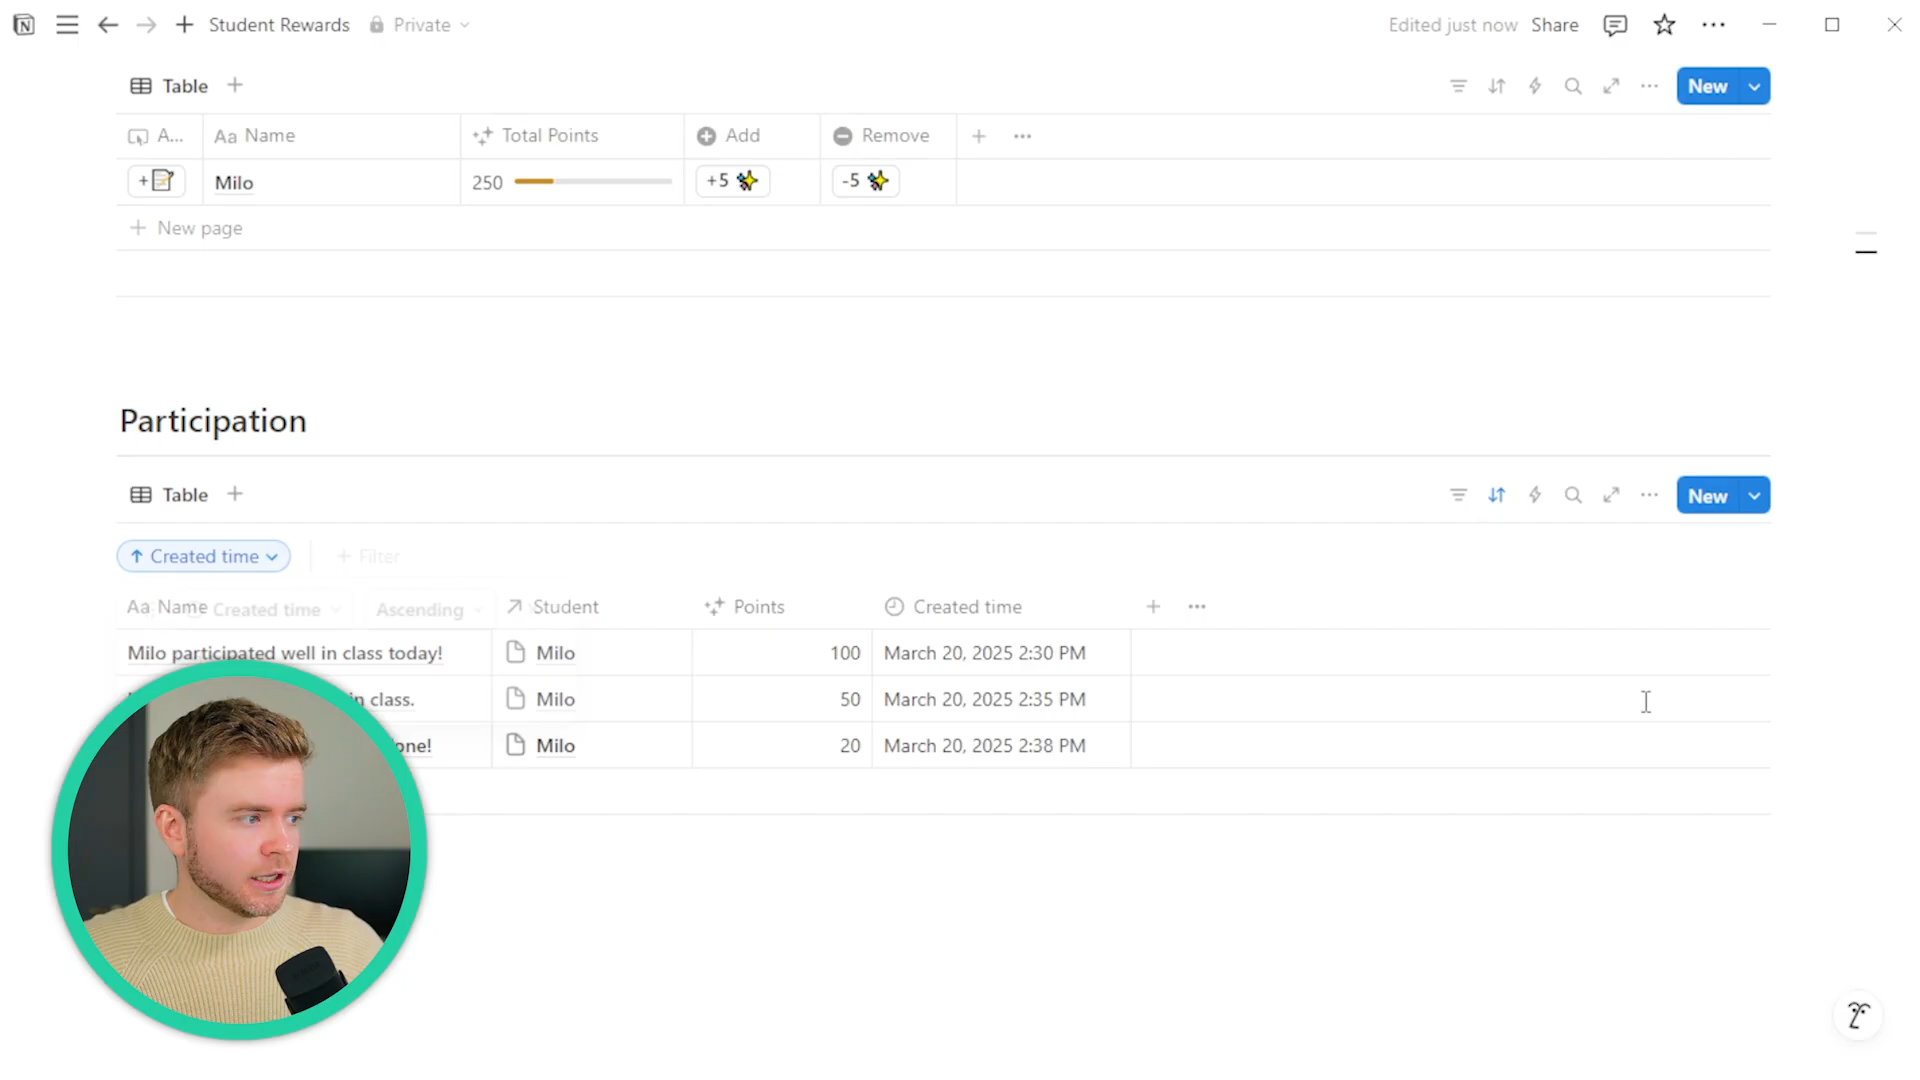 Student Rewards Private
Edited just now Share
Table
New
A... Aa Name Total Points Add Remove
+ Milo 250 +5 -5
+ New page
Participation
Table
New
Created time
+ Filter
Aa Name Created time Ascending Student Points Created time
Milo participated well in class today! Milo 100 March 20, 2025 2:30 PM
in class. Milo 50 March 20, 2025 2:35 PM
one! Milo 20 March 20, 2025 2:38 PM